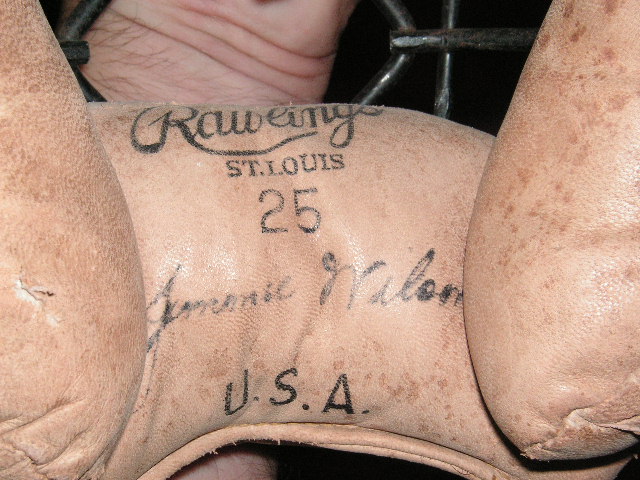 Rawlings
ST. LOUIS
25
Jimmie Wilson
U.S.A.